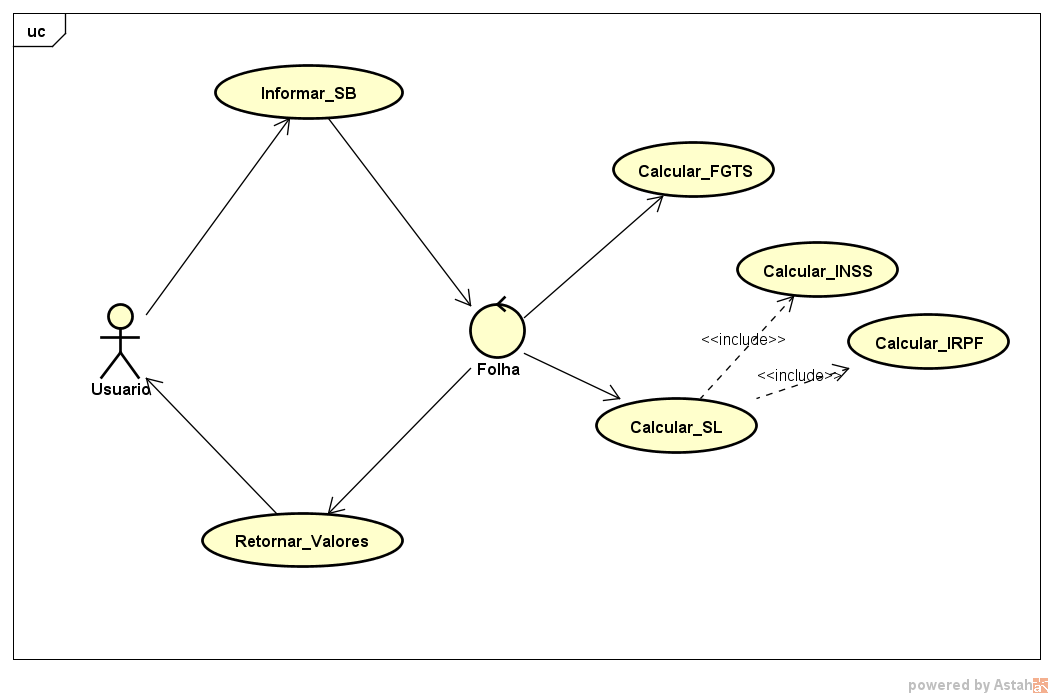 uc
Informar_SB
Calcular_FGTS
Calcular_INSS
<<include>>
Calcular_IRPF
<<include>>
Folha
Usuario
Calcular_SL
Retornar_Valores
powered by Astah